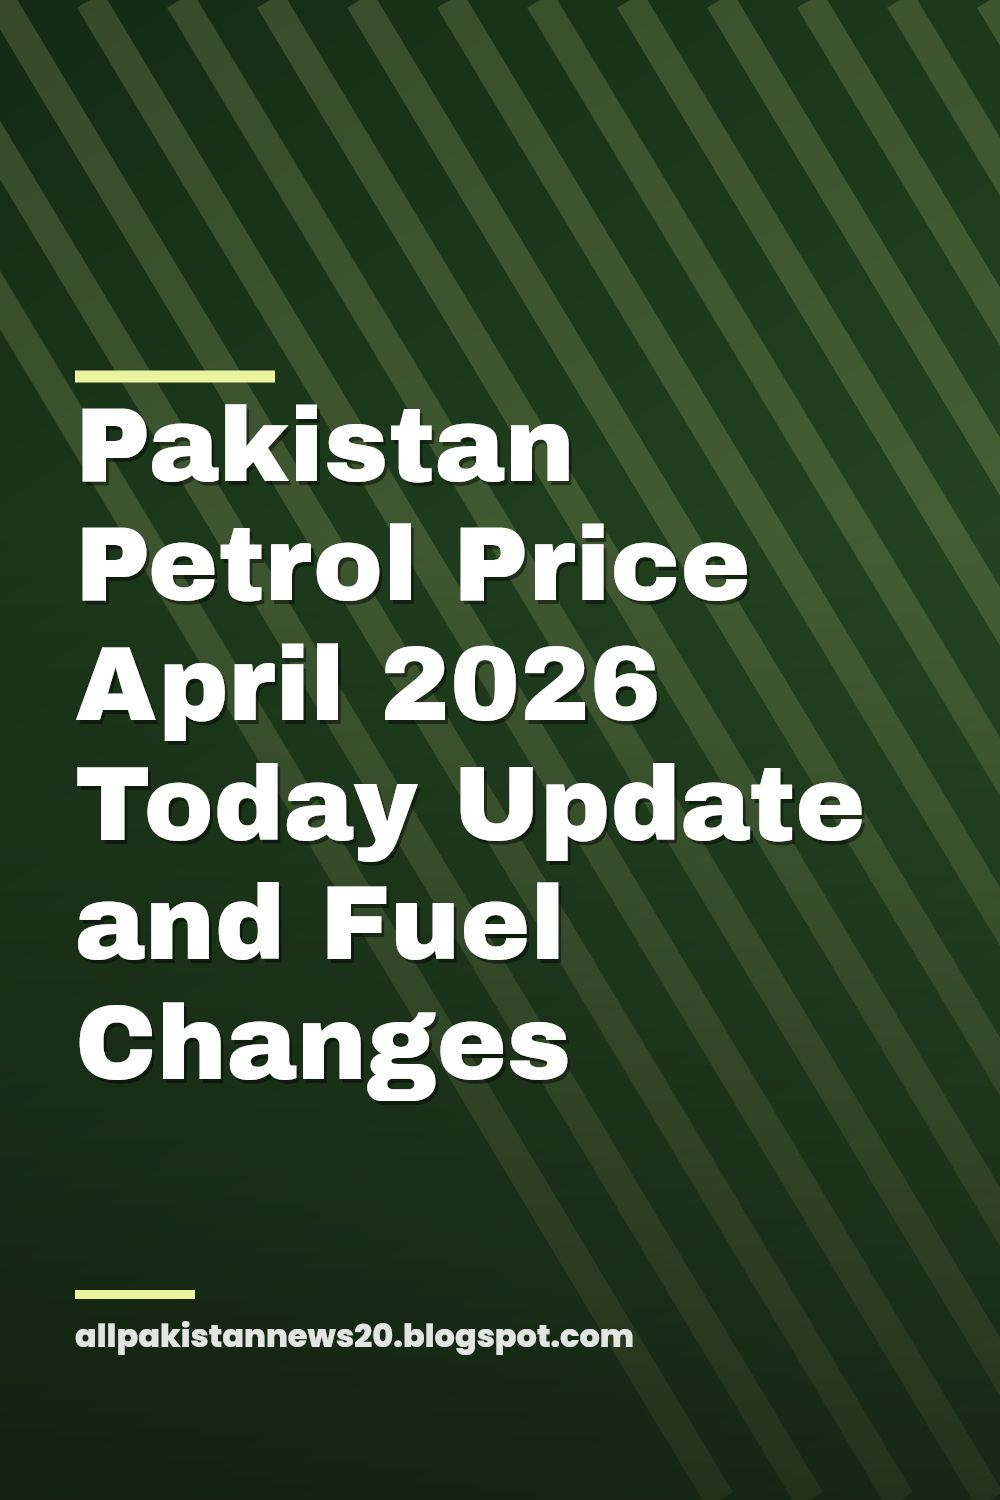 Pakistan
Petrol Price
April 2026
Today Update
and Fuel
Changes
allpakistannews20.blogspot.com